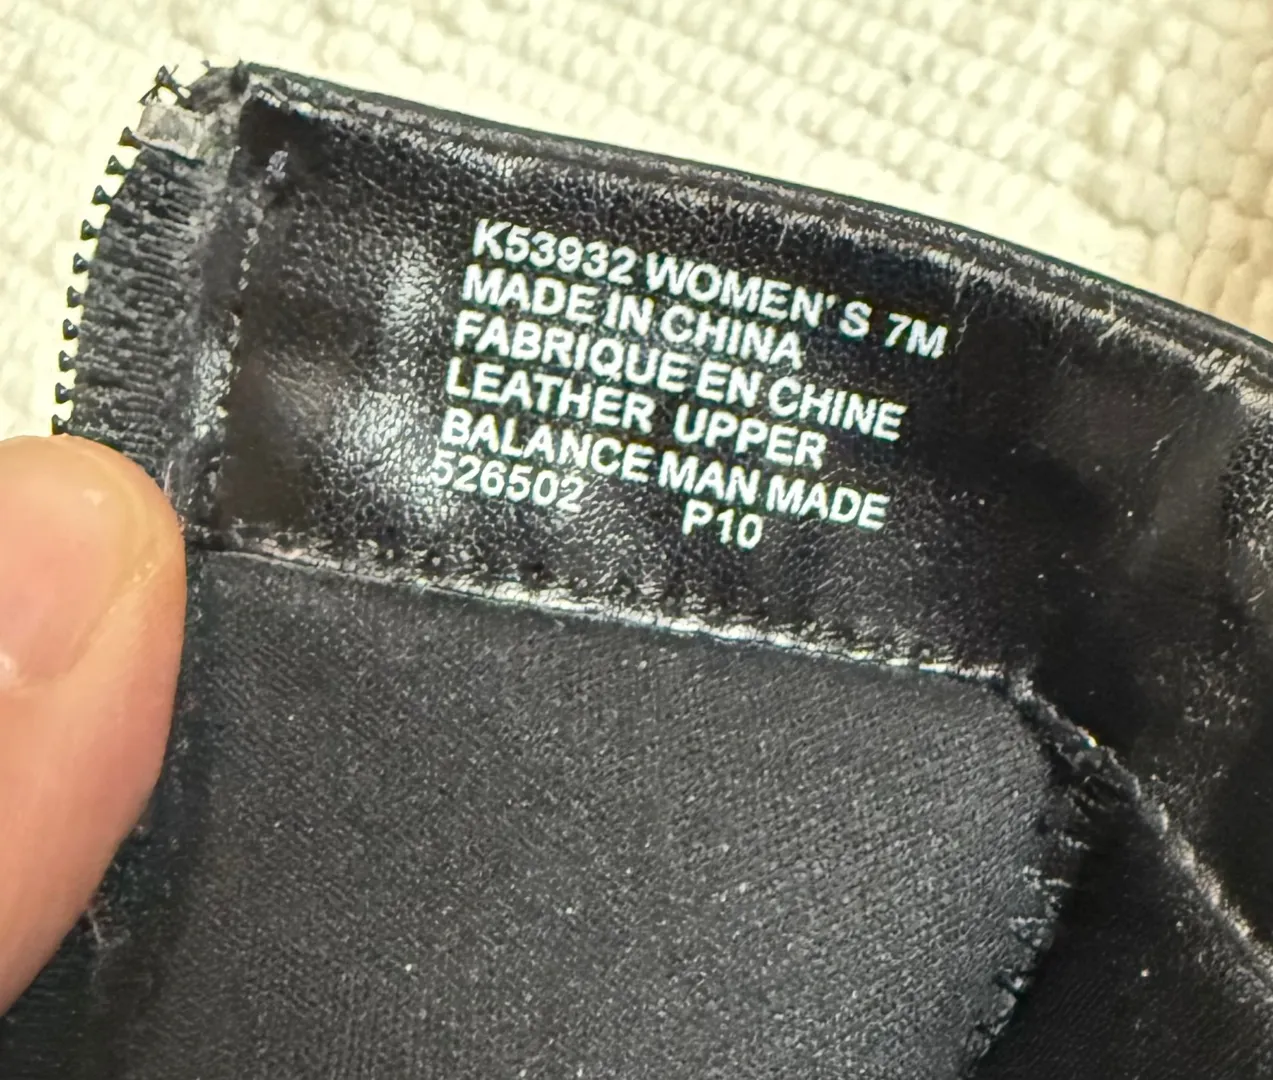 K53932 WOMEN'S 7M
MADE IN CHINA
FABRIQUE EN CHINE
LEATHER UPPER
BALANCE MAN MADE
526502 P10